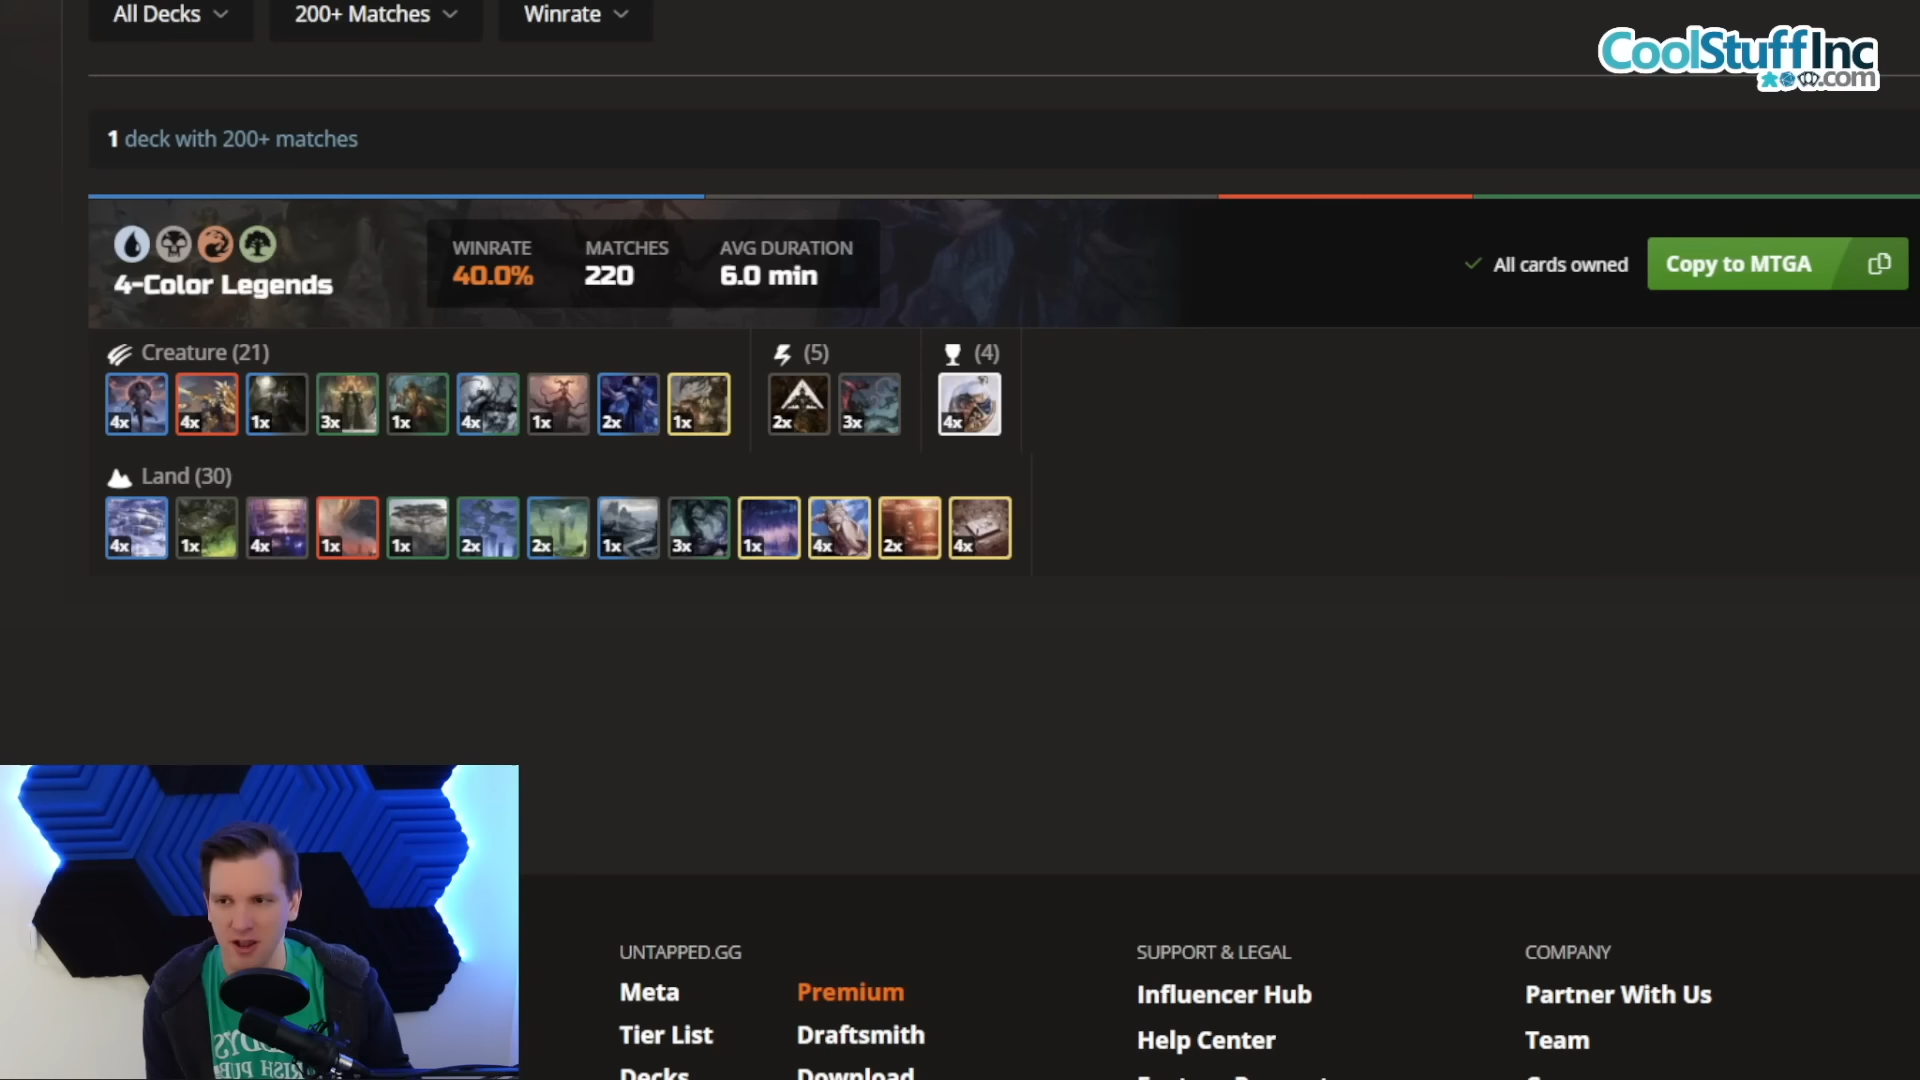 All Decks
200+ Matches
Winrate
CoolStuffInc
.com
1 deck with 200+ matches
4-Color Legends
WINRATE
40.0%
MATCHES
220
AVG DURATION
6.0 min
All cards owned
Copy to MTGA
Creature (21)
4x 4x 1x 3x 1x 4x 1x 2x 1x
(5)
2x 3x
(4)
4x
Land (30)
4x 1x 4x 1x 1x 2x 2x 1x 3x 1x 4x 2x 4x
UNTAPPED.GG
Meta
Premium
Tier List
Draftsmith
Decks
Download
SUPPORT & LEGAL
Influencer Hub
Help Center
COMPANY
Partner With Us
Team